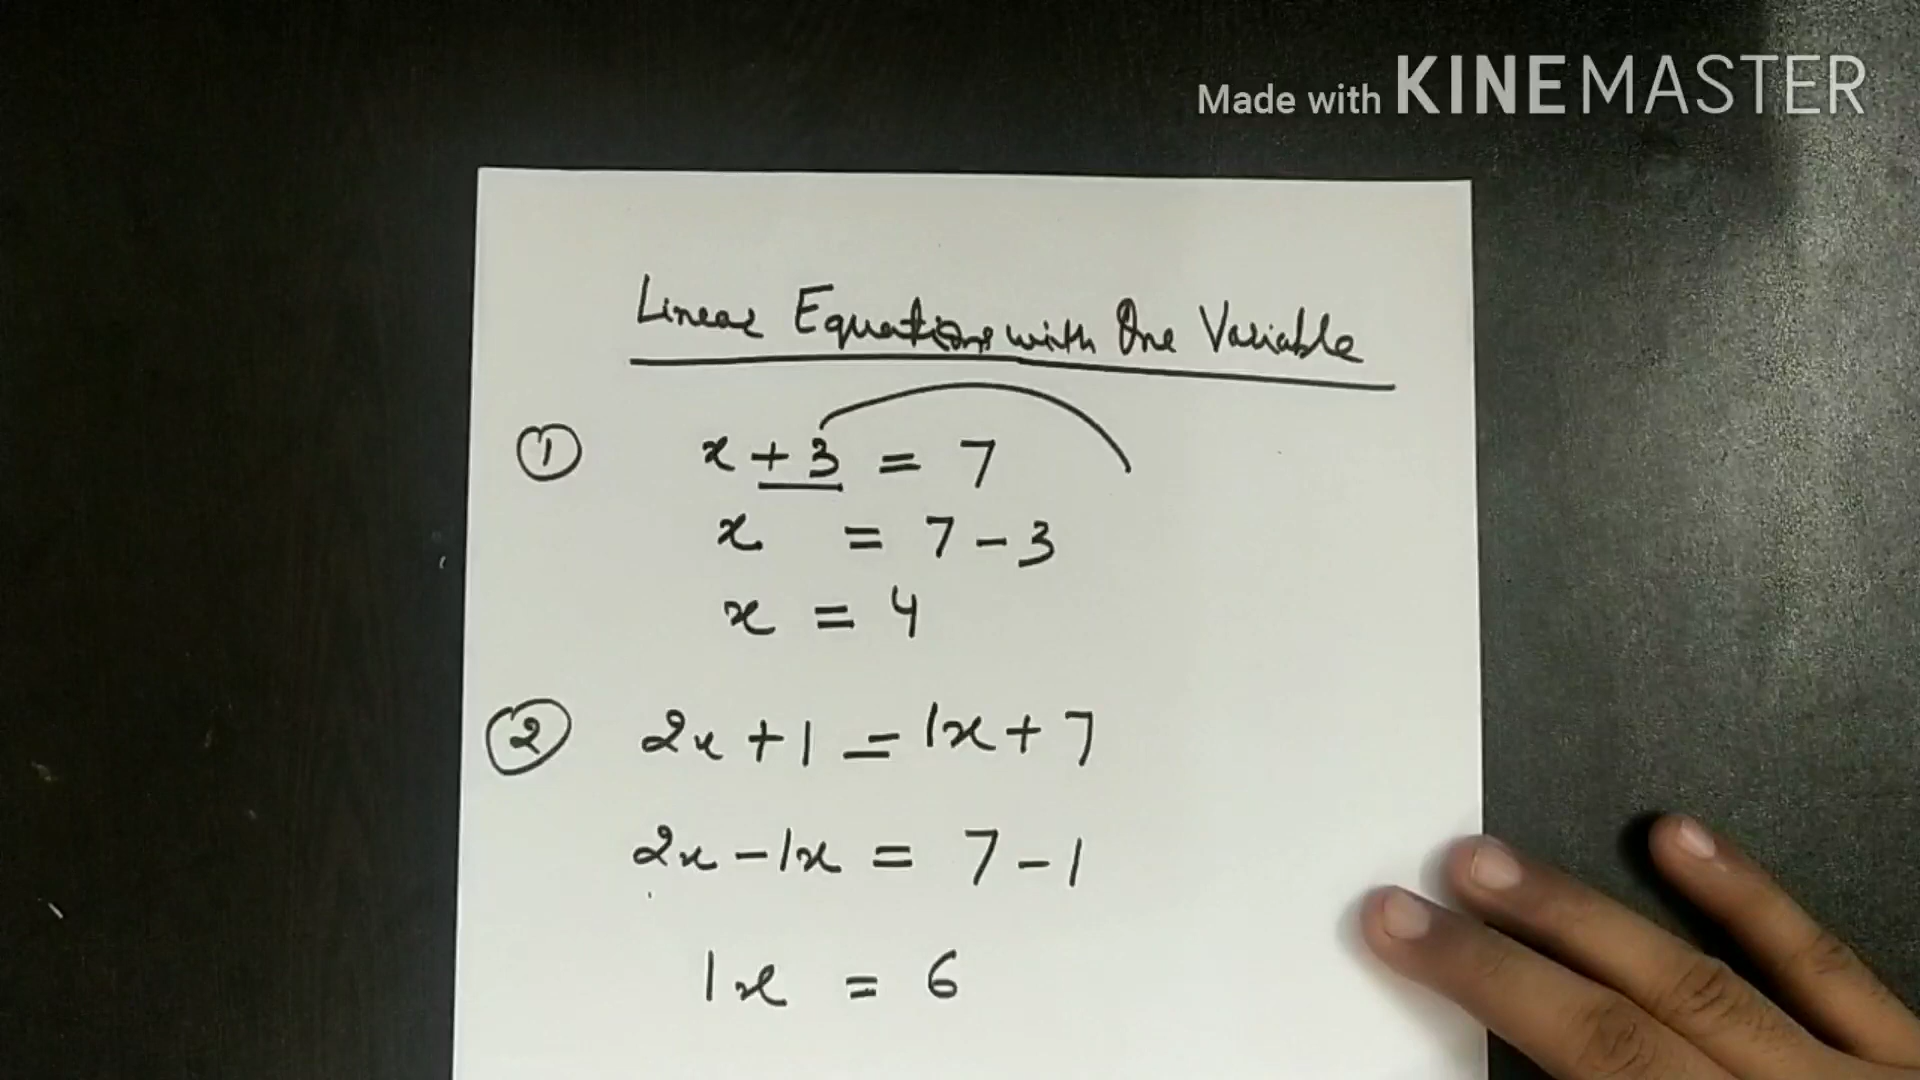 Made with KINEMASTER
Linear Equations with One Variable
① x + 3 = 7
x = 7 - 3
x = 4
② 2x + 1 = 1x + 7
2x - 1x = 7 - 1
1x = 6